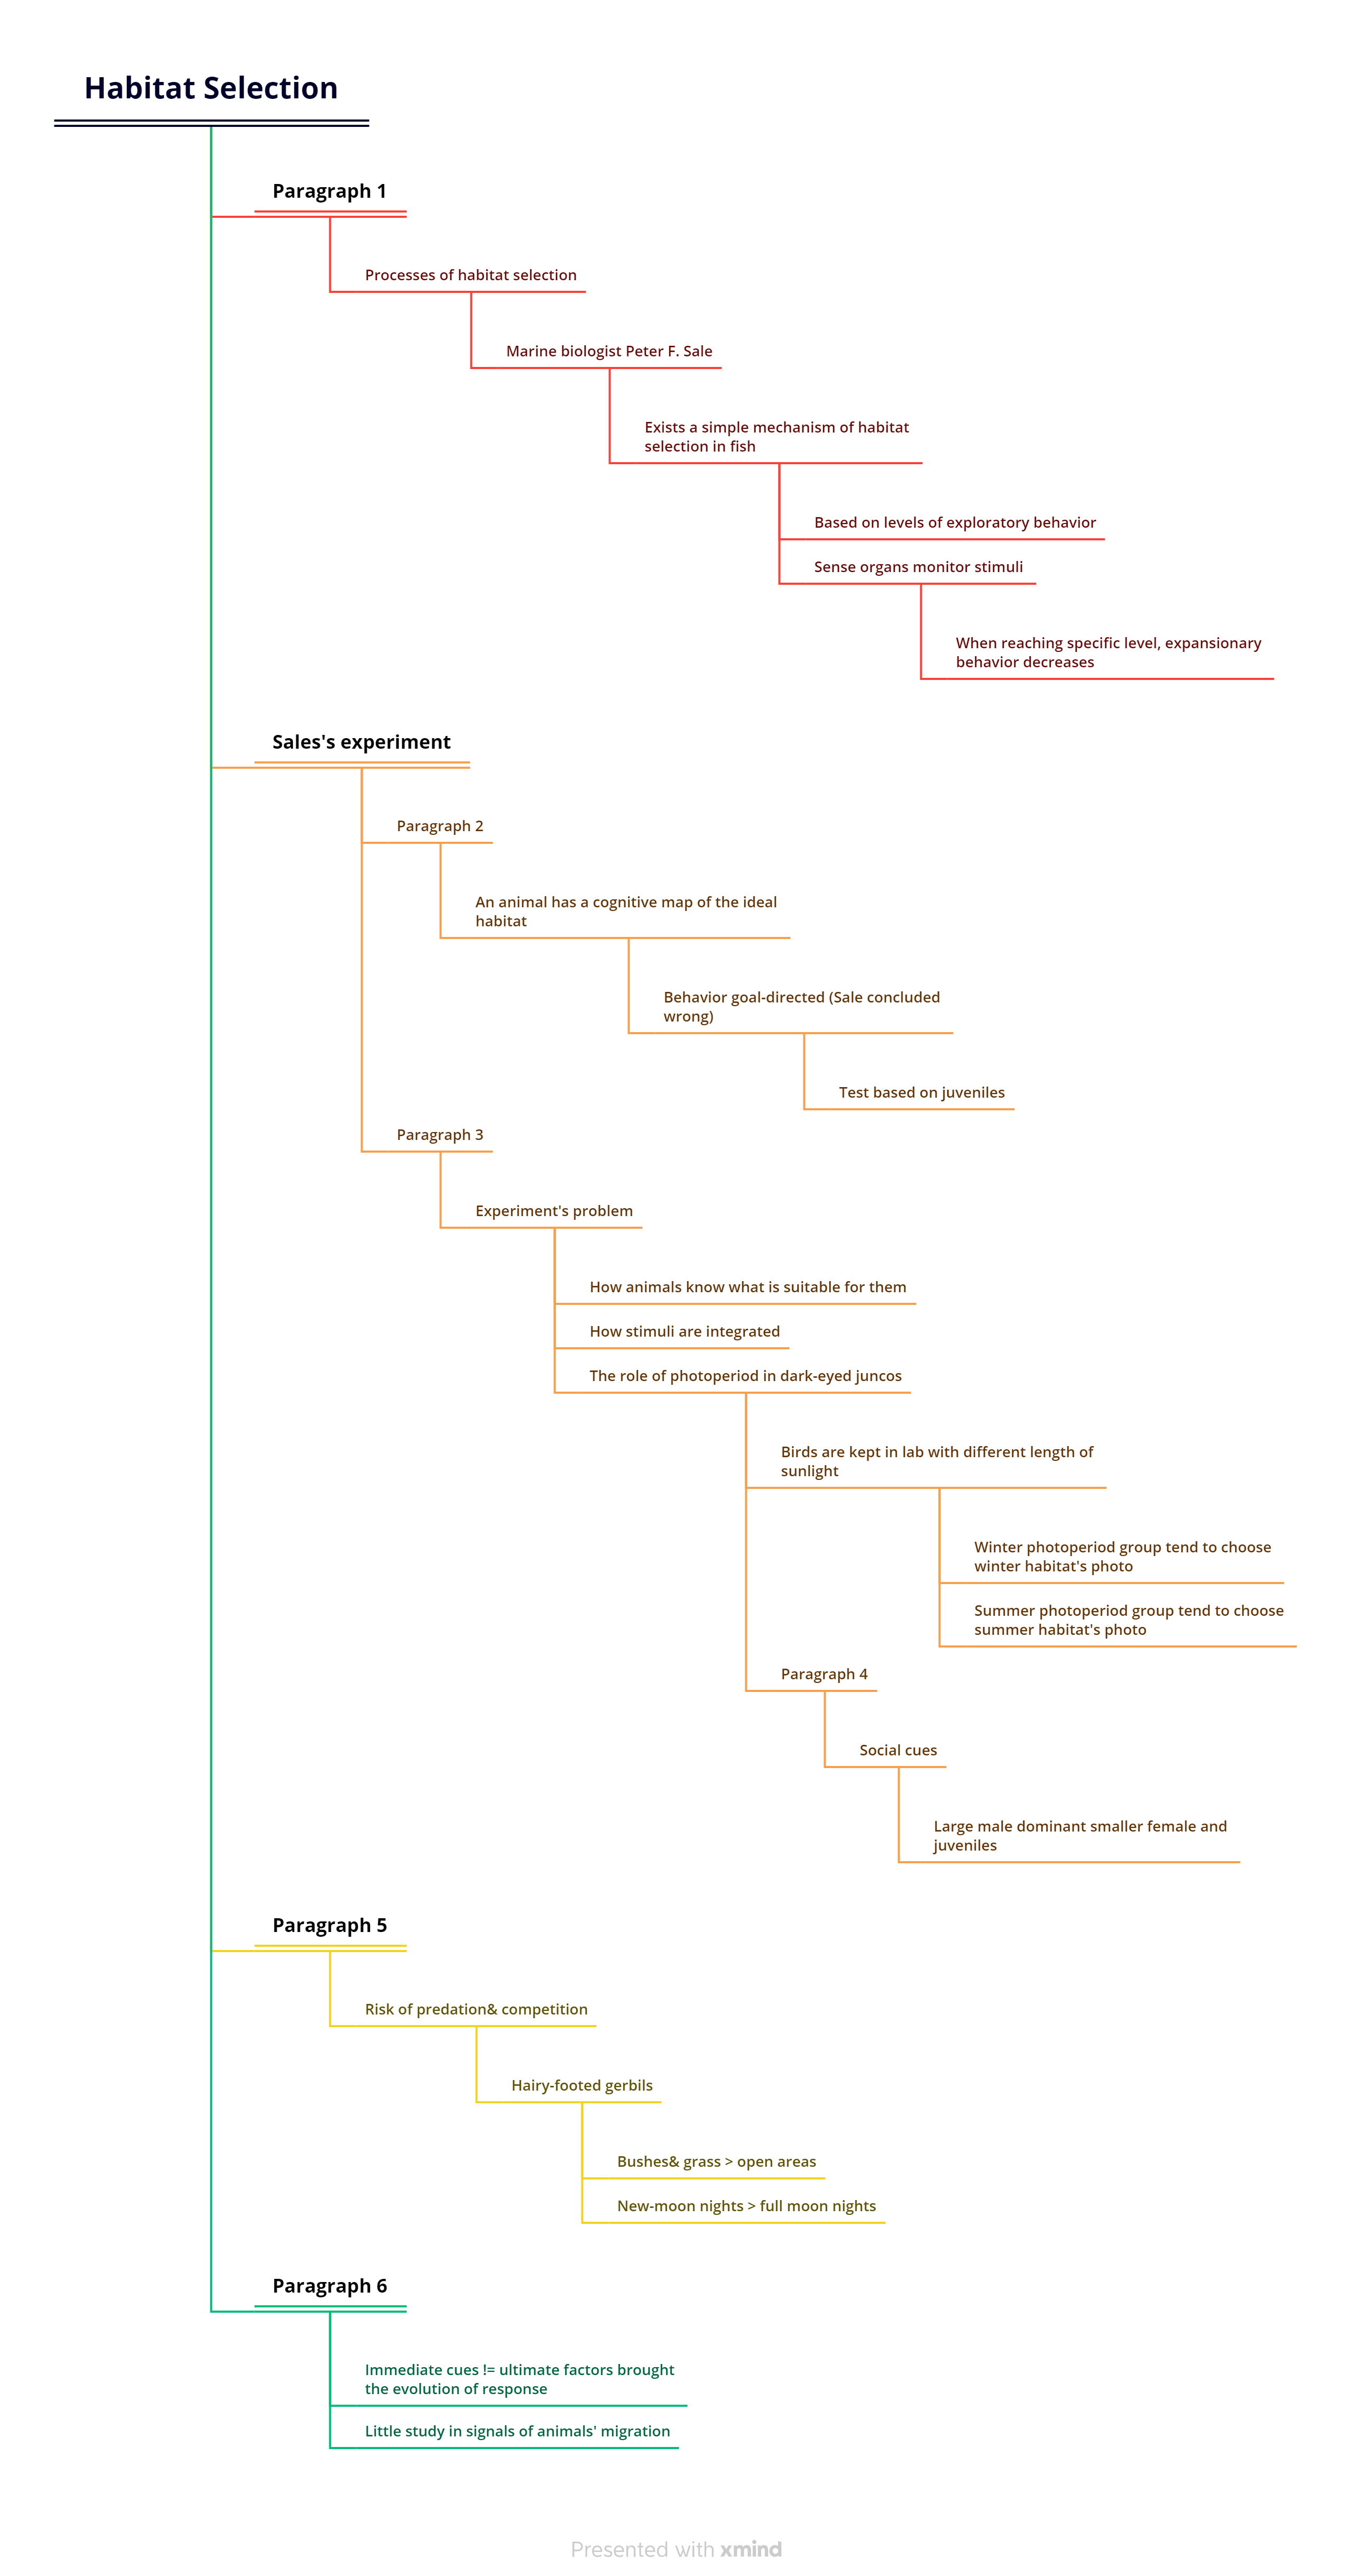 Habitat Selection
Paragraph 1
Processes of habitat selection
Marine biologist Peter F. Sale
Exists a simple mechanism of habitat
selection in fish
Based on levels of exploratory behavior
Sense organs monitor stimuli
When reaching specific level, expansionary
behavior decreases
Sales's experiment
Paragraph 2
An animal has a cognitive map of the ideal
habitat
Behavior goal-directed (Sale concluded
wrong)
Test based on juveniles
Paragraph 3
Experiment's problem
How animals know what is suitable for them
How stimuli are integrated
The role of photoperiod in dark-eyed juncos
Birds are kept in lab with different length of
sunlight
Winter photoperiod group tend to choose
winter habitat's photo
Summer photoperiod group tend to choose
summer habitat's photo
Paragraph 4
Social cues
Large male dominant smaller female and
juveniles
Paragraph 5
Risk of predation& competition
Hairy-footed gerbils
Bushes& grass > open areas
New-moon nights > full moon nights
Paragraph 6
Immediate cues != ultimate factors brought
the evolution of response
Little study in signals of animals' migration
Presented with xmind